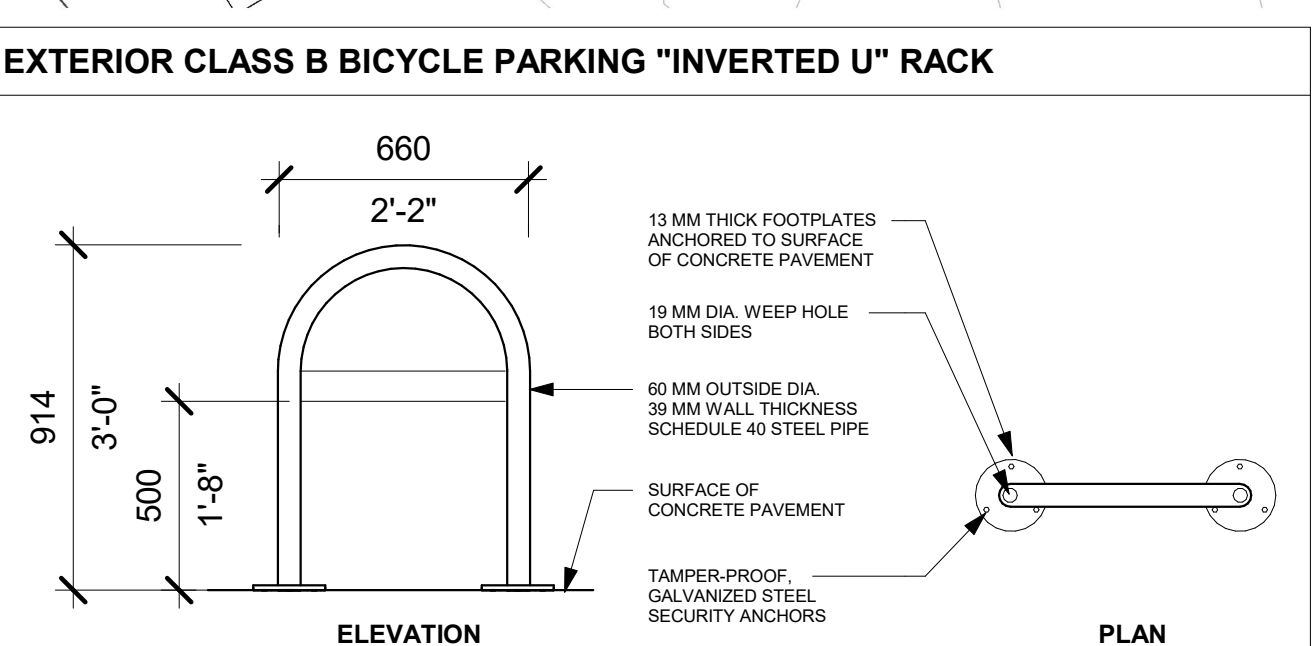 EXTERIOR CLASS B BICYCLE PARKING "INVERTED U" RACK
660
2'-2"
914
3'-0"
500
1'-8"
13 MM THICK FOOTPLATES
ANCHORED TO SURFACE
OF CONCRETE PAVEMENT
19 MM DIA. WEEP HOLE
BOTH SIDES
60 MM OUTSIDE DIA.
39 MM WALL THICKNESS
SCHEDULE 40 STEEL PIPE
SURFACE OF
CONCRETE PAVEMENT
TAMPER-PROOF,
GALVANIZED STEEL
SECURITY ANCHORS
ELEVATION
PLAN